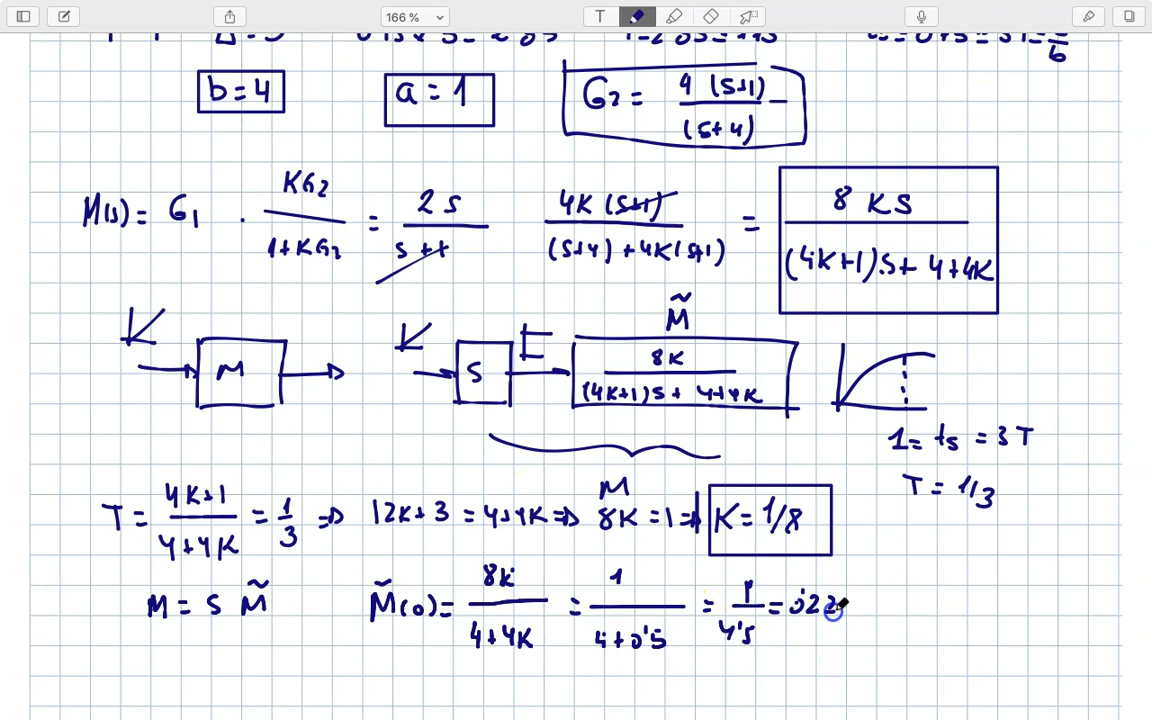 166 %
T
b = 4 a = 1 G2 = 4 (s+1) / (s+4)
M(s) = G1 · KG2 / 1+KG2 = 2 s / s+1 4K (s+1) / (s+4) + 4K(s+1) = 8 KS / (4K+1).s + 4+4K
M̃
M S 8K / (4K+1)s + 4+4K
1 = ts = 3T
T = 1/3
M
T = 4K+1 / 4+4K = 1/3 ⇒ 12K+3 = 4+4K ⇒ 8K = 1 ⇒ K = 1/8
M = S M̃ M̃(0) = 8K / 4+4K = 1 / 4+0'5 = 1 / 4'5 = 0'22